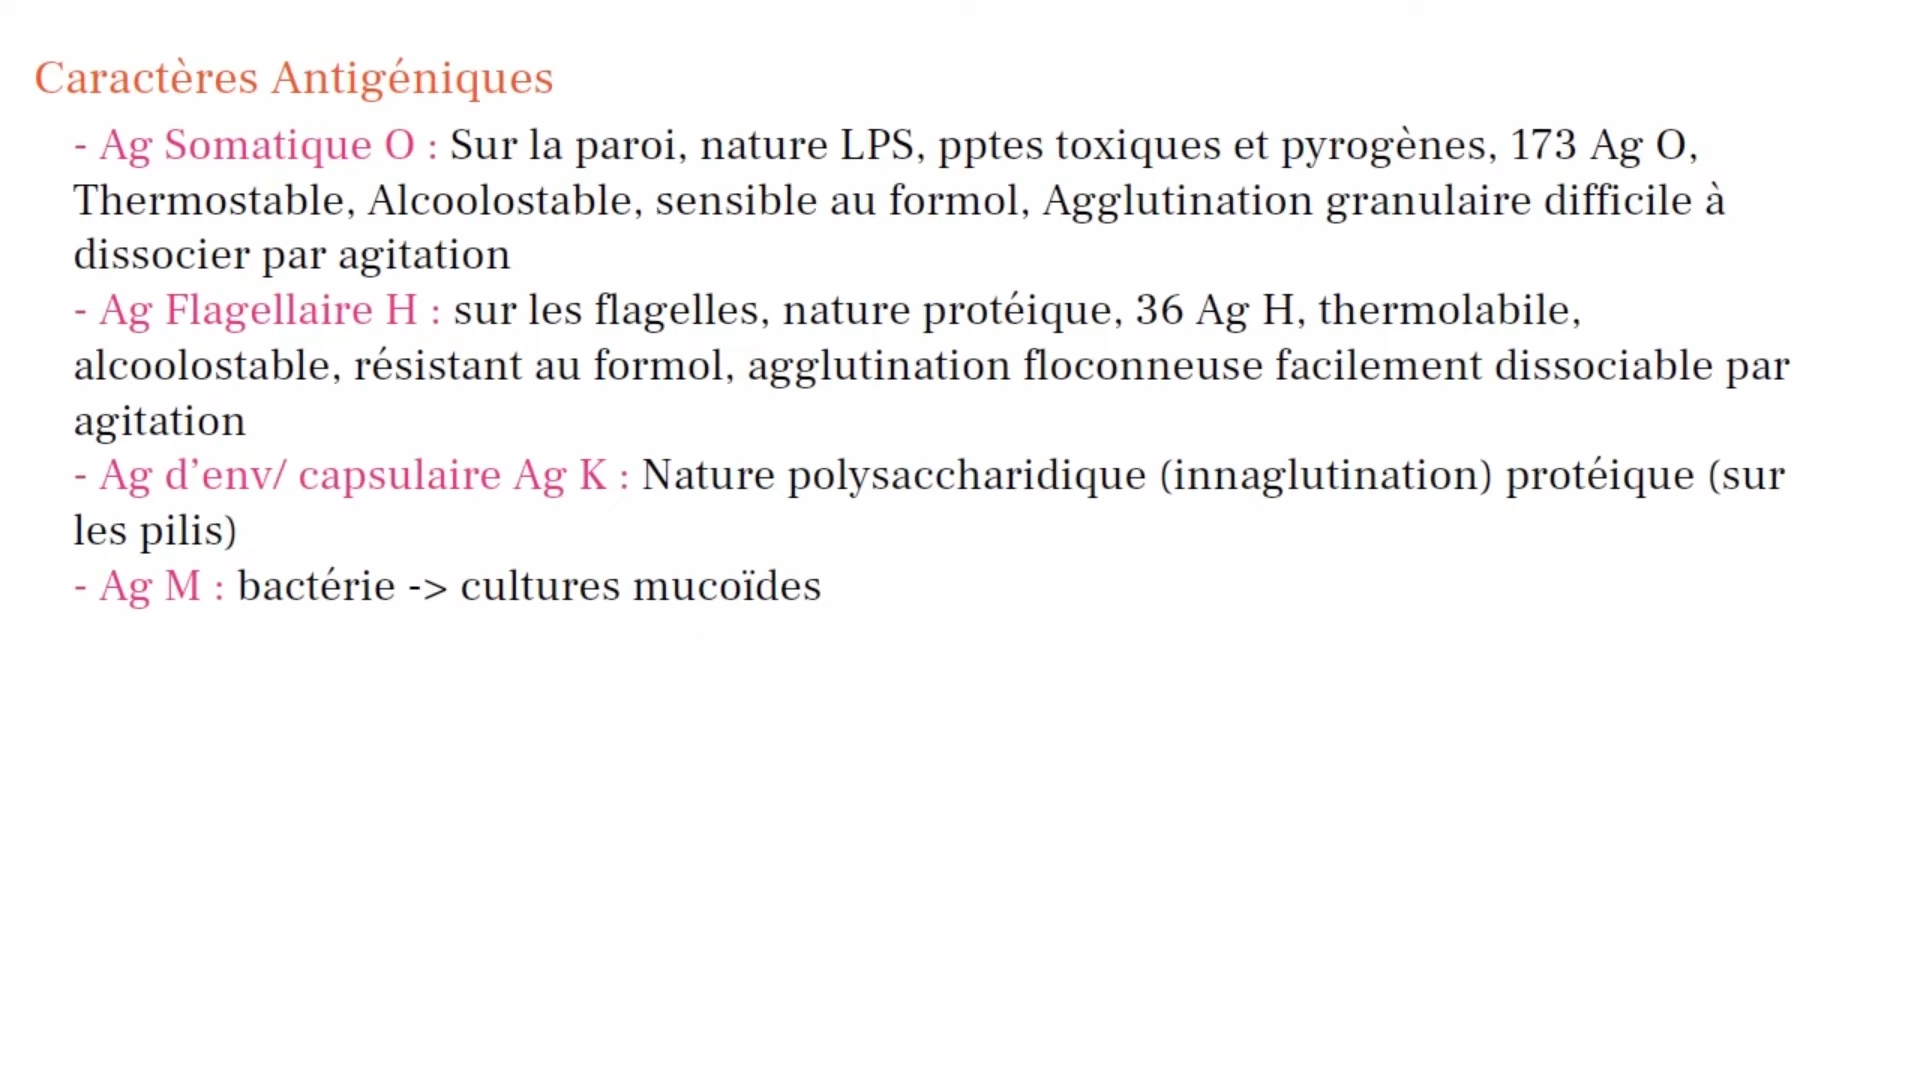 Caractères Antigéniques
- Ag Somatique O : Sur la paroi, nature LPS, pptes toxiques et pyrogènes, 173 Ag O,
Thermostable, Alcoolostable, sensible au formol, Agglutination granulaire difficile à
dissocier par agitation
- Ag Flagellaire H : sur les flagelles, nature protéique, 36 Ag H, thermolabile,
alcoolostable, résistant au formol, agglutination floconneuse facilement dissociable par
agitation
- Ag d’env/ capsulaire Ag K : Nature polysaccharidique (innaglutination) protéique (sur
les pilis)
- Ag M : bactérie -> cultures mucoïdes